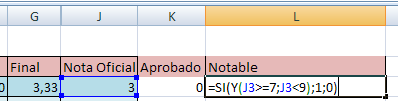 G J K L
Final Nota Oficial Aprobado Notable
0 3,33 3 0 =SI(Y(J3>=7;J3<9);1;0)